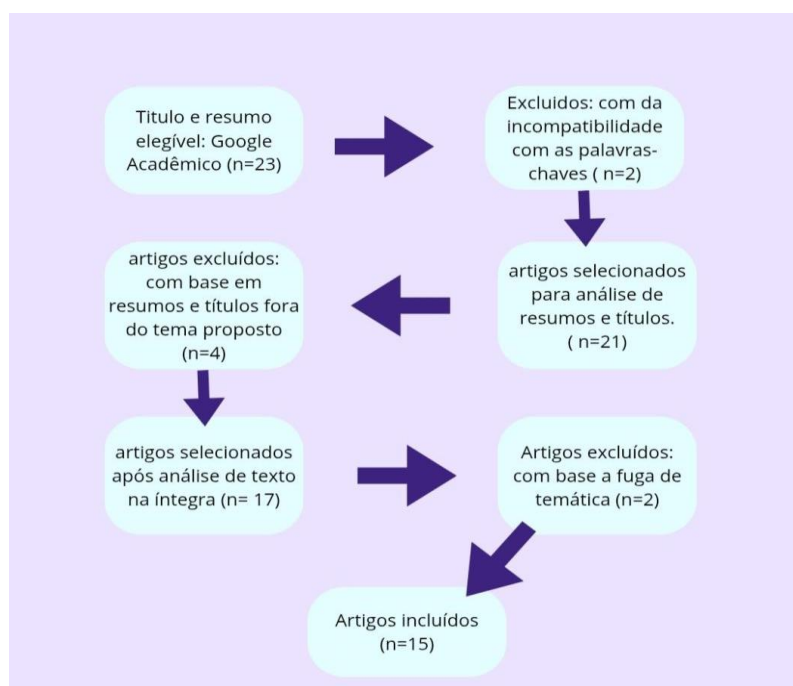 Titulo e resumo
elegível: Google
Acadêmico (n=23)
Excluidos: com da
incompatibilidade
com as palavras-
chaves ( n=2)
artigos selecionados
para análise de
resumos e títulos.
( n=21)
artigos excluídos:
com base em
resumos e títulos fora
do tema proposto
(n=4)
artigos selecionados
após análise de texto
na íntegra (n= 17)
Artigos excluídos:
com base a fuga de
temática (n=2)
Artigos incluídos
(n=15)